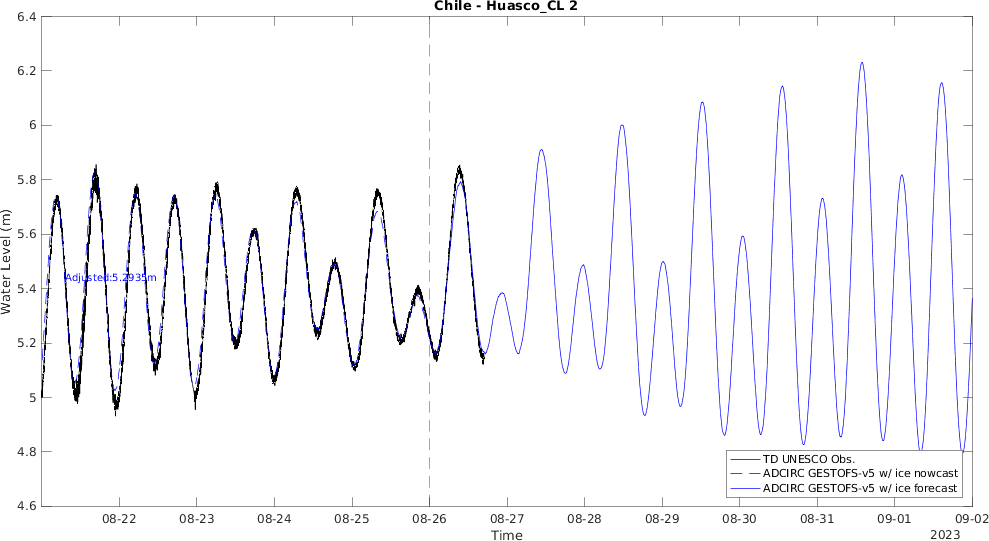 Chile - Huasco_CL 2
6.4
6.2
6
5.8
5.6
5.4
5.2
5
4.8
4.6
Water Level (m)
Adjusted:5.2935m
TD UNESCO Obs.
ADCIRC GESTOFS-v5 w/ ice nowcast
ADCIRC GESTOFS-v5 w/ ice forecast
08-22 08-23 08-24 08-25 08-26 08-27 08-28 08-29 08-30 08-31 09-01 09-02
Time
2023